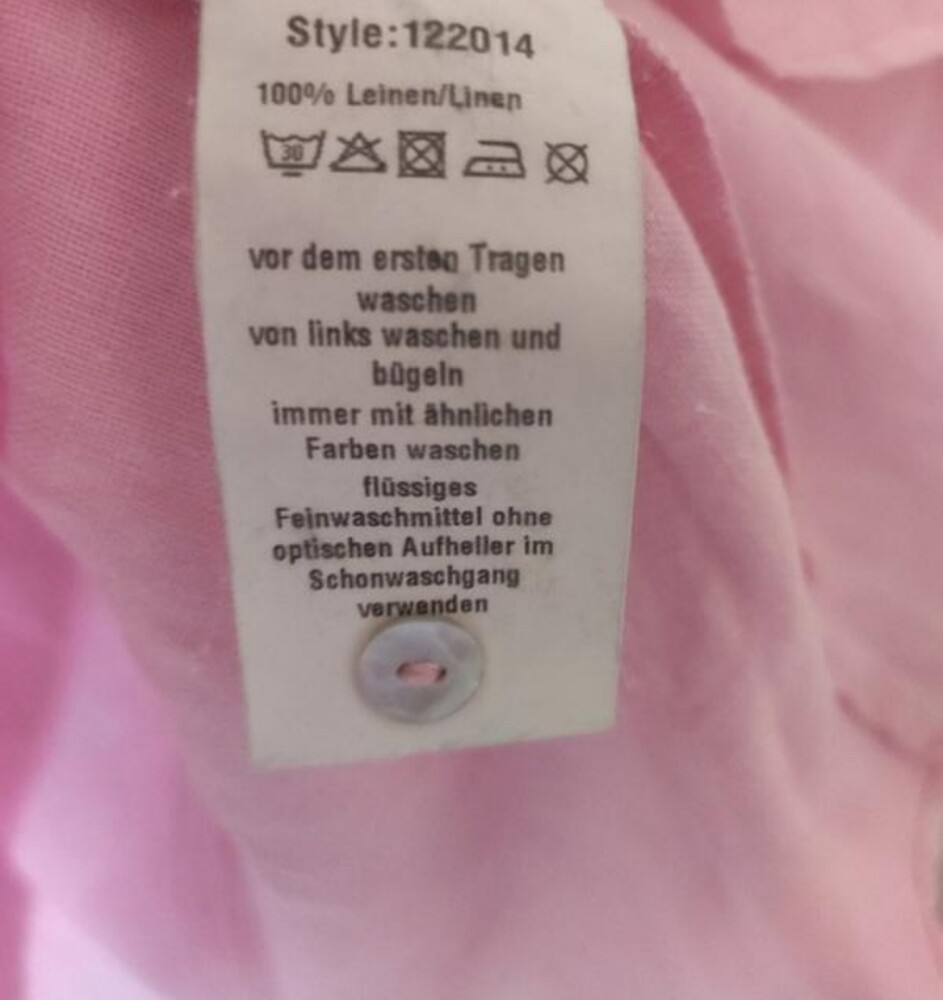 Style:122014
100% Leinen/Linen
30
vor dem ersten Tragen
waschen
von links waschen und
bügeln
immer mit ähnlichen
Farben waschen
flüssiges
Feinwaschmittel ohne
optischen Aufheller im
Schonwaschgang
verwenden